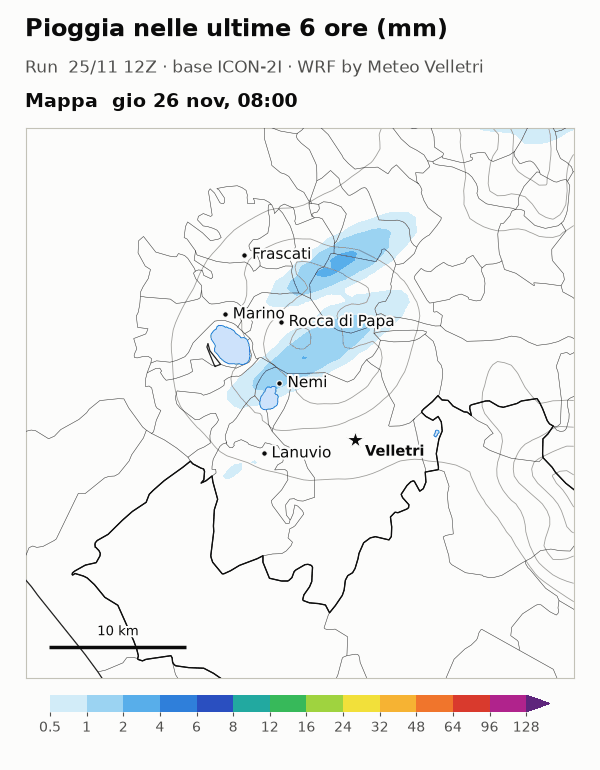 Pioggia nelle ultime 6 ore (mm)
Run  25/11 12Z · base ICON-2I · WRF by Meteo Velletri
Mappa  gio 26 nov, 08:00
Frascati
Marino
Rocca di Papa
Nemi
Velletri
Lanuvio
10 km
0.5 1 2 4 6 8 12 16 24 32 48 64 96 128